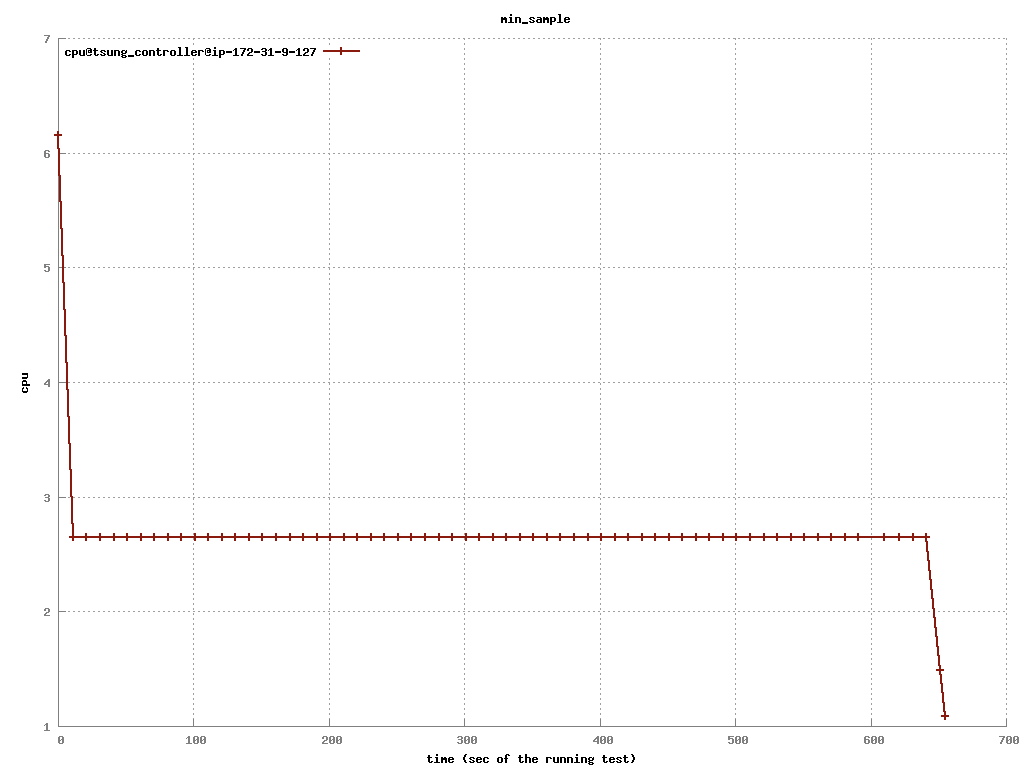 min_sample
7
cpu@tsung_controller@ip-172-31-9-127
6
5
4
cpu
3
2
1
0 100 200 300 400 500 600 700
time (sec of the running test)